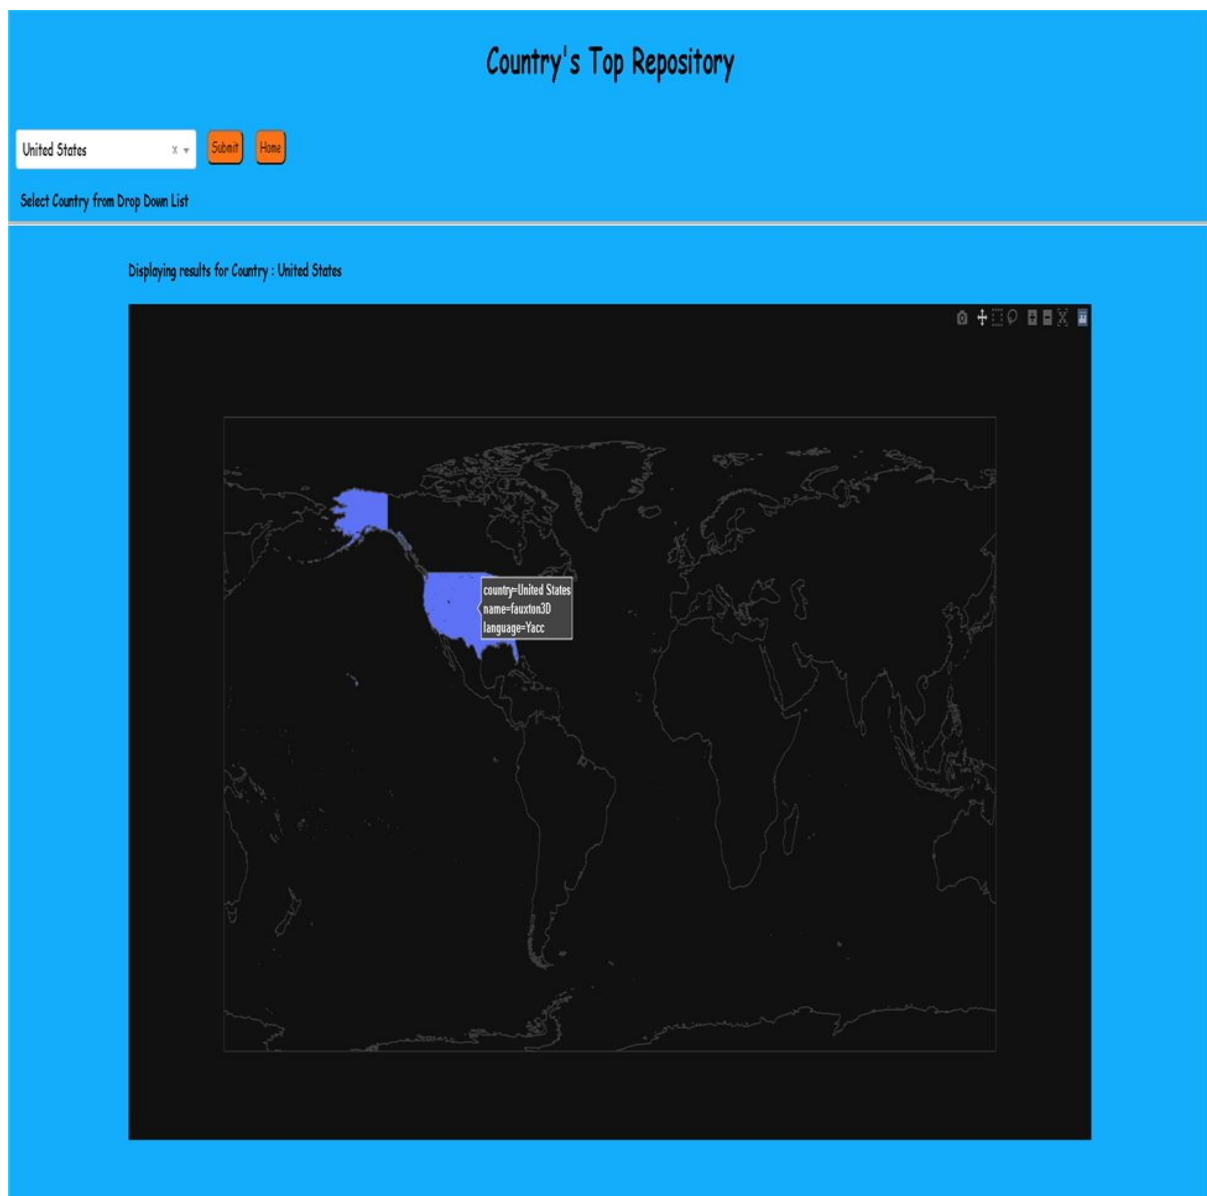 Country's Top Repository
United States
Submit
Home
Select Country from Drop Down List
Displaying results for Country : United States
country=United States
name=fauxton3D
language=Yacc